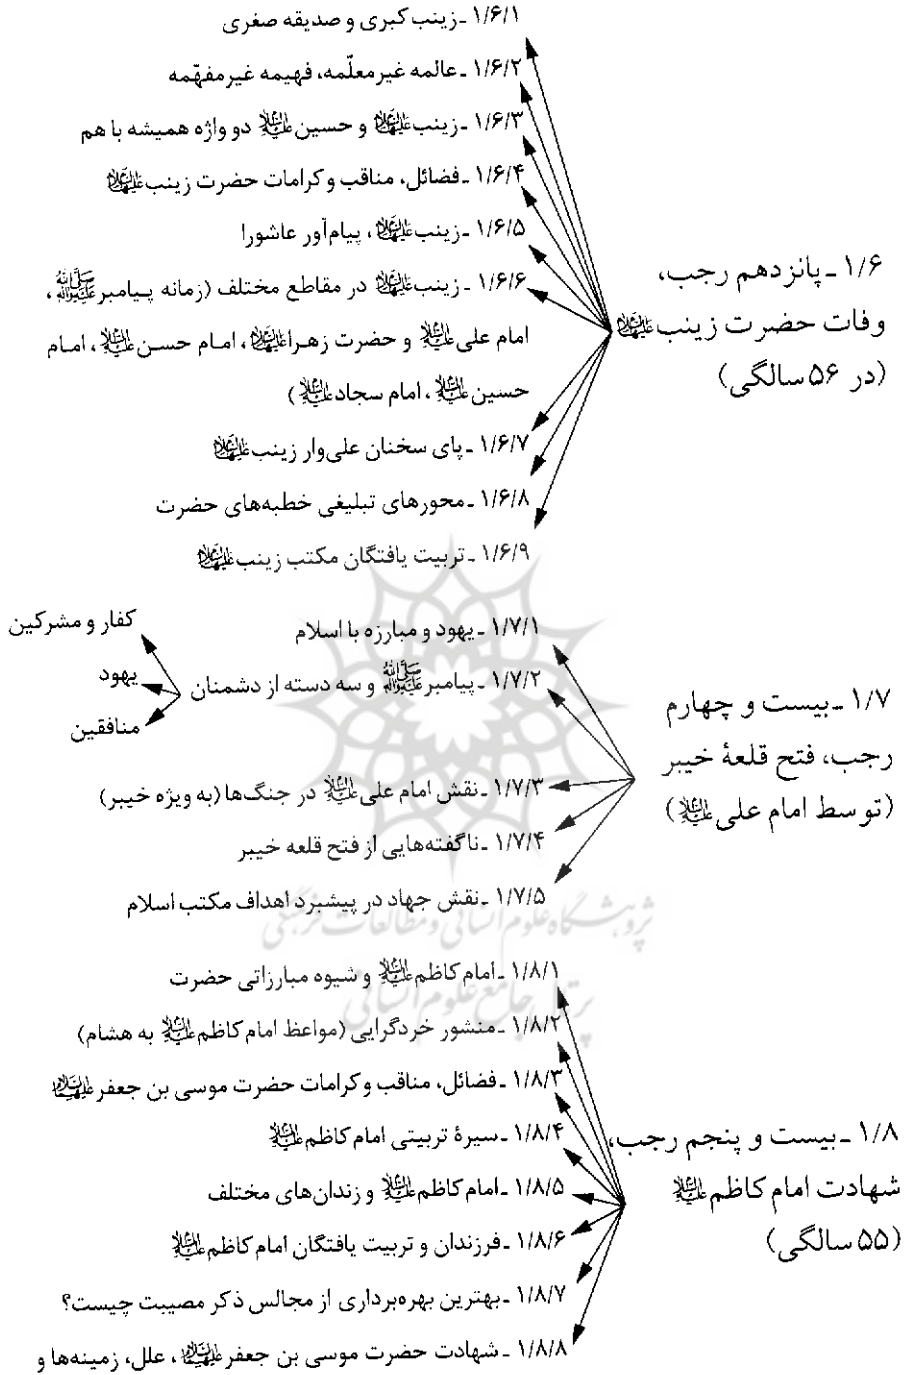 ۱/۶/۱ ـ زینب کبری و صدیقه صغری
۱/۶/۲ ـ عالمه غیرمعلّمه، فهیمه غیرمفهّمه
۱/۶/۳ ـ زینب علیهاالسلام و حسین علیه‌السلام دو واژه همیشه با هم
۱/۶/۴ ـ فضائل، مناقب و کرامات حضرت زینب علیهاالسلام
۱/۶/۵ ـ زینب علیهاالسلام، پیام‌آور عاشورا
۱/۶ ـ پانزدهم رجب،
وفات حضرت زینب علیهاالسلام
(در ۵۶ سالگی)
۱/۶/۶ ـ زینب علیهاالسلام در مقاطع مختلف (زمانه پیامبر صلی‌الله‌علیه‌وآله،
امام علی علیه‌السلام و حضرت زهرا علیهاالسلام، امام حسن علیه‌السلام، امام
حسین علیه‌السلام، امام سجاد علیه‌السلام)
۱/۶/۷ ـ پای سخنان علی‌وار زینب علیهاالسلام
۱/۶/۸ ـ محورهای تبلیغی خطبه‌های حضرت
۱/۶/۹ ـ تربیت یافتگان مکتب زینب علیهاالسلام
۱/۷ ـ بیست و چهارم
رجب، فتح قلعهٔ خیبر
(توسط امام علی علیه‌السلام)
۱/۷/۱ ـ یهود و مبارزه با اسلام
۱/۷/۲ ـ پیامبر صلی‌الله‌علیه‌وآله و سه دسته از دشمنان
کفار و مشرکین
یهود
منافقین
۱/۷/۳ ـ نقش امام علی علیه‌السلام در جنگ‌ها (به ویژه خیبر)
۱/۷/۴ ـ ناگفته‌هایی از فتح قلعه خیبر
۱/۷/۵ ـ نقش جهاد در پیشبرد اهداف مکتب اسلام
پژوهشگاه علوم انسانی و مطالعات فرهنگی
پرتال جامع علوم انسانی
۱/۸ ـ بیست و پنجم رجب،
شهادت امام کاظم علیه‌السلام
(۵۵ سالگی)
۱/۸/۱ ـ امام کاظم علیه‌السلام و شیوه مبارزاتی حضرت
۱/۸/۲ ـ منشور خردگرایی (مواعظ امام کاظم علیه‌السلام به هشام)
۱/۸/۳ ـ فضائل، مناقب و کرامات حضرت موسی بن جعفر علیهماالسلام
۱/۸/۴ ـ سیرهٔ تربیتی امام کاظم علیه‌السلام
۱/۸/۵ ـ امام کاظم علیه‌السلام و زندان‌های مختلف
۱/۸/۶ ـ فرزندان و تربیت یافتگان امام کاظم علیه‌السلام
۱/۸/۷ ـ بهترین بهره‌برداری از مجالس ذکر مصیبت چیست؟
۱/۸/۸ ـ شهادت حضرت موسی بن جعفر علیهماالسلام، علل، زمینه‌ها و